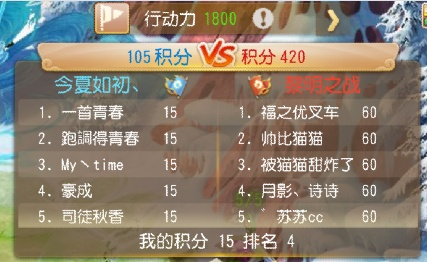 行动力 1800
105 积分 VS 积分 420
今夏如初、 黎明之战
1. 一首青春 15 1. 福之优叉车 60
2. 跑調得青春 15 2. 帅比猫猫 60
3. My丶time 15 3. 被猫猫甜炸了 60
4. 豪成 15 4. 月影、诗诗 60
5. 司徒秋香 15 5. ゛苏苏cc 60
我的积分 15 排名 4